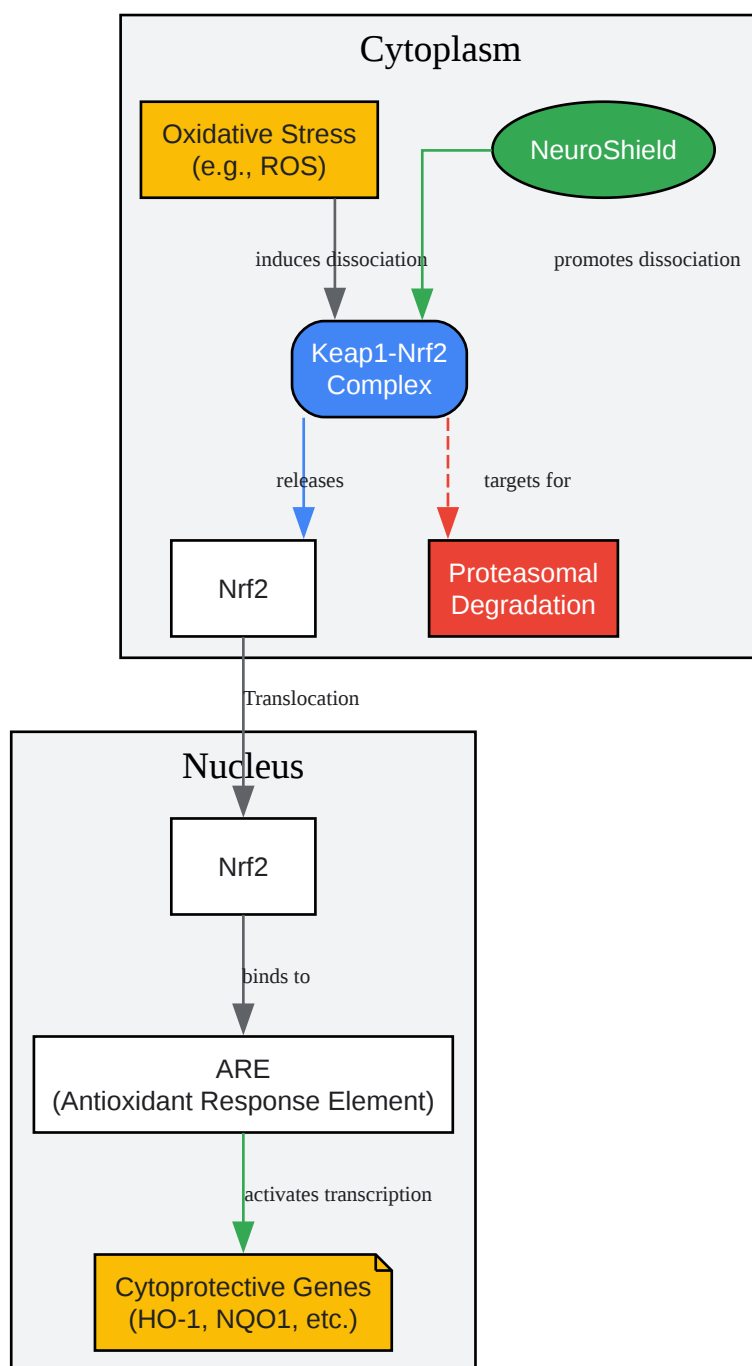 Cytoplasm
Oxidative Stress
(e.g., ROS)
NeuroShield
induces dissociation
promotes dissociation
Keap1-Nrf2
Complex
releases
targets for
Nrf2
Proteasomal
Degradation
Translocation
Nucleus
Nrf2
binds to
ARE
(Antioxidant Response Element)
activates transcription
Cytoprotective Genes
(HO-1, NQO1, etc.)